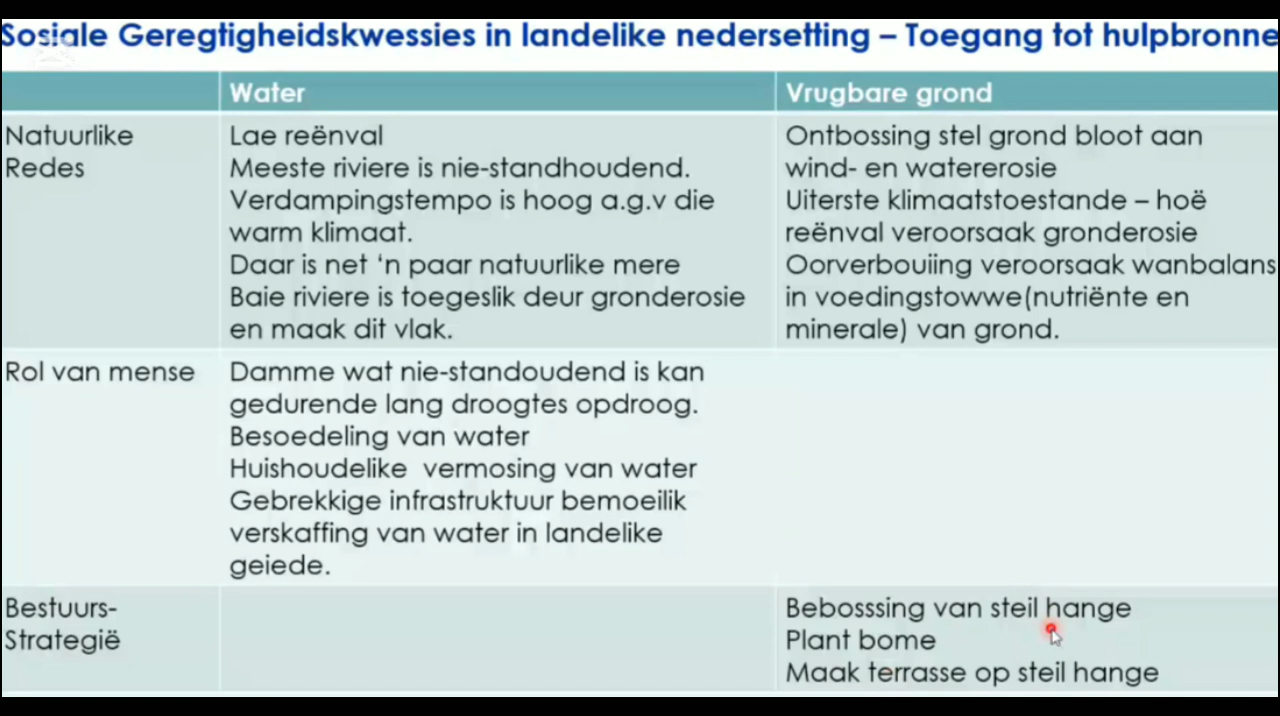 Sosiale Geregtigheidskwessies in landelike nedersetting – Toegang tot hulpbronne
Water
Vrugbare grond
Natuurlike
Redes
Lae reënval
Meeste riviere is nie-standhoudend.
Verdampingstempo is hoog a.g.v die
warm klimaat.
Daar is net ‘n paar natuurlike mere
Baie riviere is toegeslik deur gronderosie
en maak dit vlak.
Ontbossing stel grond bloot aan
wind- en watererosie
Uiterste klimaatstoestande – hoë
reënval veroorsaak gronderosie
Oorverbouiing veroorsaak wanbalans
in voedingstowwe(nutriënte en
minerale) van grond.
Rol van mense
Damme wat nie-standoudend is kan
gedurende lang droogtes opdroog.
Besoedeling van water
Huishoudelike vermosing van water
Gebrekkige infrastruktuur bemoeilik
verskaffing van water in landelike
geiede.
Bestuurs-
Strategië
Bebosssing van steil hange
Plant bome
Maak terrasse op steil hange